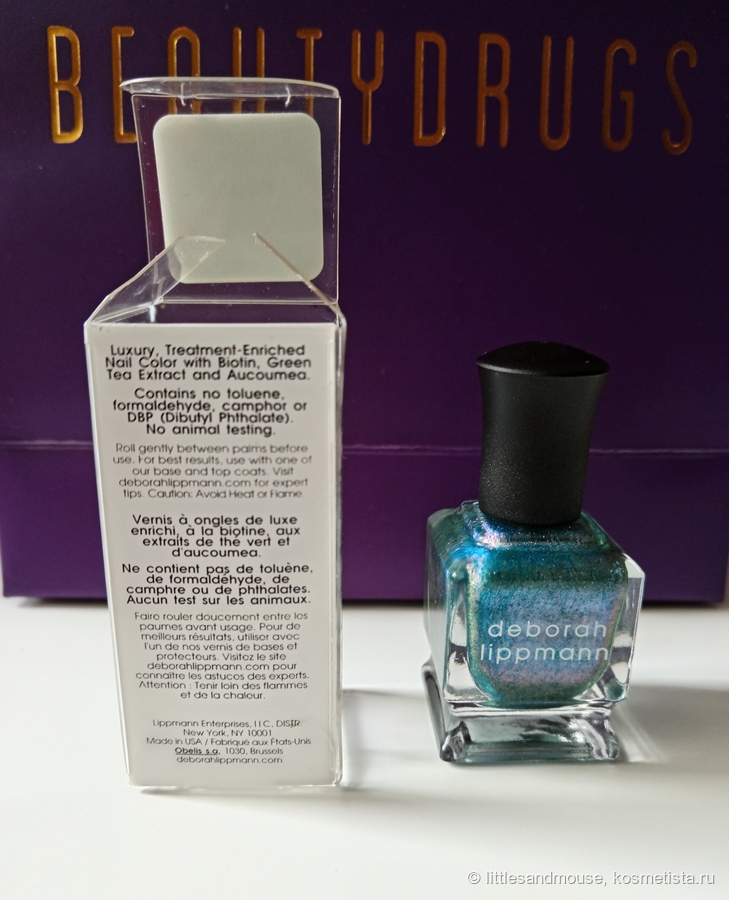 BEAUTYDRUGS
Luxury, Treatment-Enriched
Nail Color with Biotin, Green
Tea Extract and Aucoumea.
Contains no toluene,
formaldehyde, camphor or
DBP (Dibutyl Phthalate).
No animal testing.
Roll gently between palms before
use. For best results, use with one of
our base and top coats. Visit
deborahlippmann.com for expert
tips. Caution: Avoid Heat or Flame.
Vernis à ongles de luxe
enrichi, à la biotine, aux
extraits de thé vert et
d'aucoumea.
Ne contient pas de toluène,
de formaldéhyde, de
camphre ou de phthalates.
Aucun test sur les animaux.
Faire rouler doucement entre les
paumes avant usage. Pour de
meilleurs résultats, utiliser avec
l'un de nos vernis de bases et
protecteurs. Visitez le site
deborahlippmann.com pour
connaître les astuces des experts.
Attention : Tenir loin des flammes
et de la chaleur.
Lippmann Enterprises, LLC, DISTR.
New York, NY 10001
Made in USA / Fabriqué aux États-Unis
Obelis s.a, 1030, Brussels
deborahlippmann.com
deborah
lippmann
© littlesandmouse, kosmetista.ru